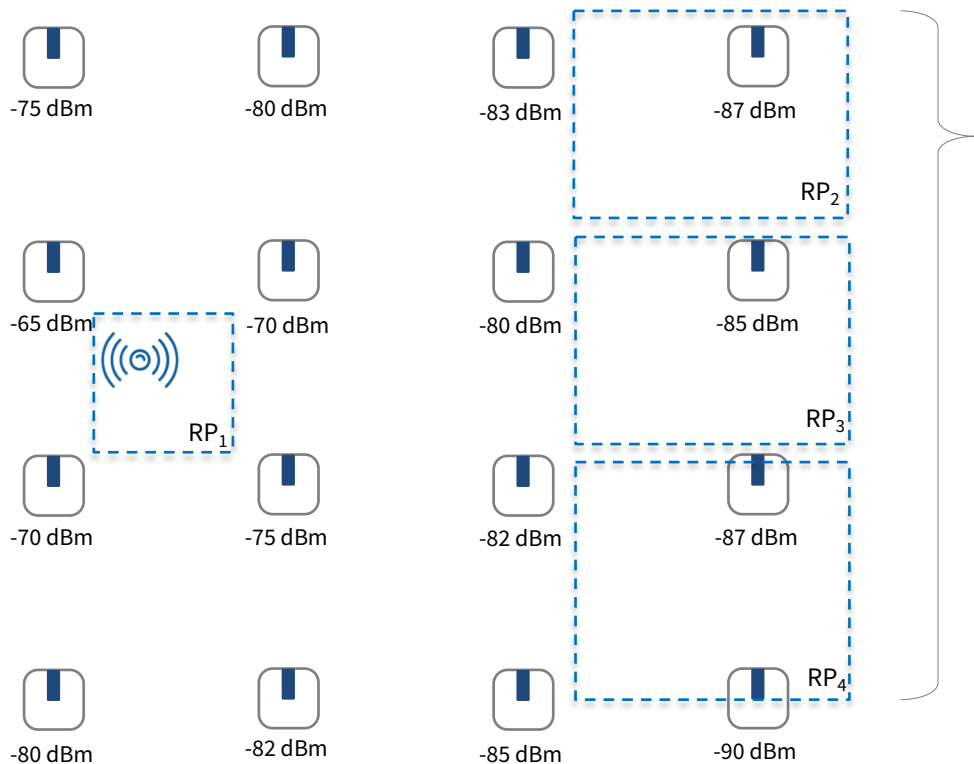 -75 dBm
-80 dBm
-83 dBm
-87 dBm
RP₂
-65 dBm
-70 dBm
-80 dBm
-85 dBm
RP₁
RP₃
-70 dBm
-75 dBm
-82 dBm
-87 dBm
RP₄
-80 dBm
-82 dBm
-85 dBm
-90 dBm